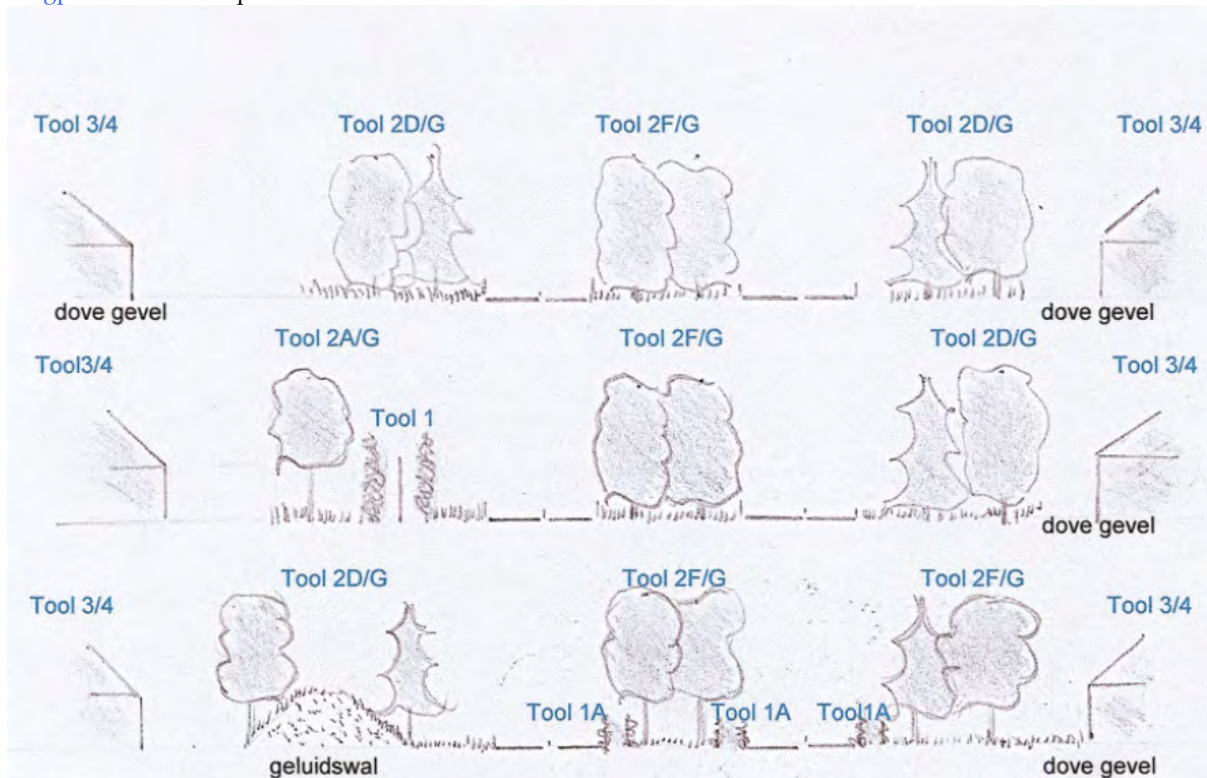 Tool 3/4 Tool 2D/G Tool 2F/G Tool 2D/G Tool 3/4
dove gevel dove gevel
Tool3/4 Tool 2A/G Tool 2F/G Tool 2D/G Tool 3/4
Tool 1
dove gevel
Tool 3/4 Tool 2D/G Tool 2F/G Tool 2F/G Tool 3/4
Tool 1A Tool 1A Tool1A
geluidswal dove gevel